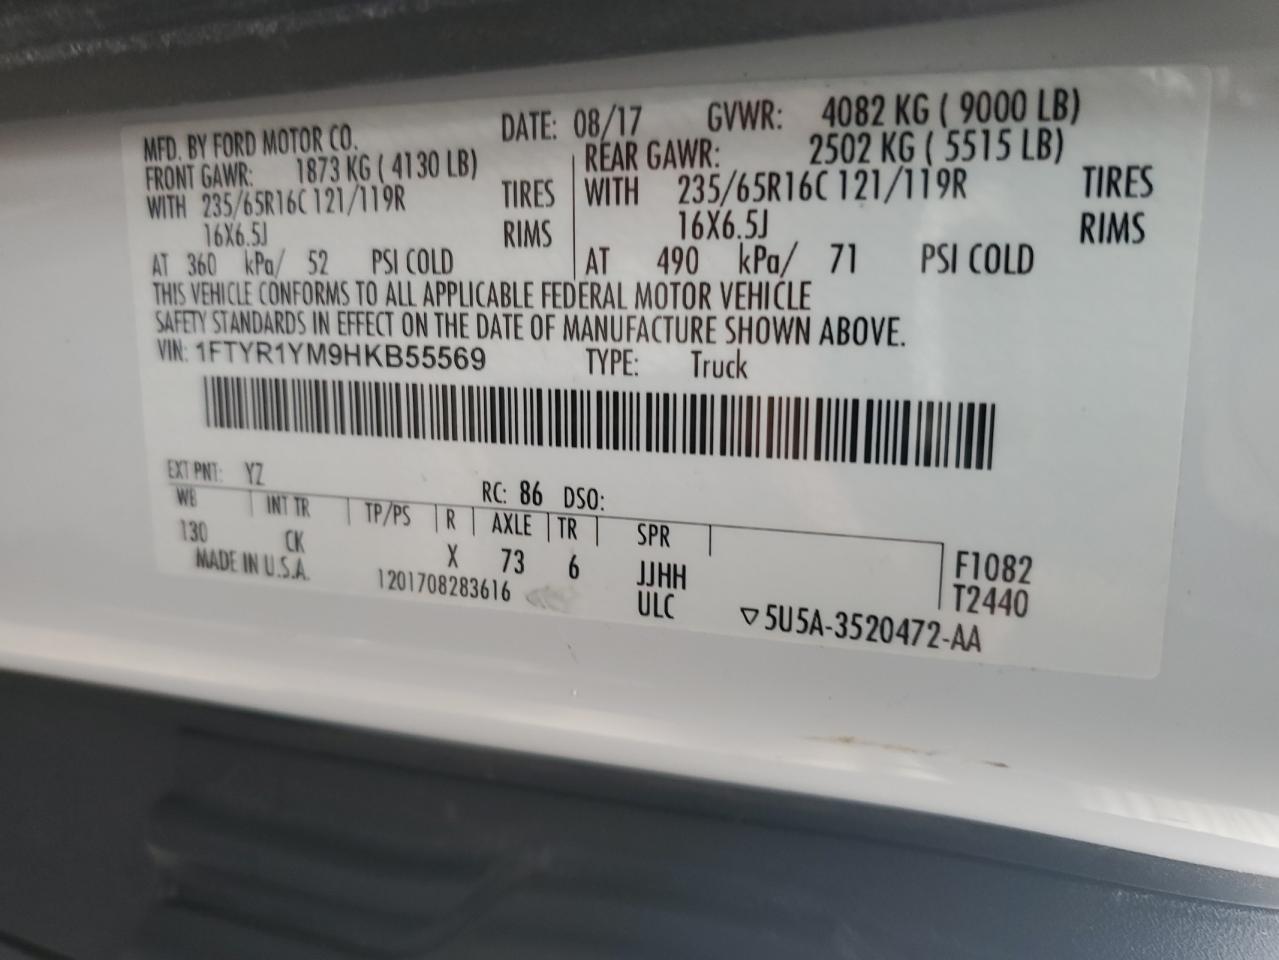 MFD. BY FORD MOTOR CO. DATE: 08/17 GVWR: 4082 KG ( 9000 LB)
FRONT GAWR: 1873 KG ( 4130 LB) REAR GAWR: 2502 KG ( 5515 LB)
WITH 235/65R16C 121/119R TIRES WITH 235/65R16C 121/119R TIRES
16X6.5J RIMS 16X6.5J RIMS
AT 360 kPa/ 52 PSI COLD AT 490 kPa/ 71 PSI COLD
THIS VEHICLE CONFORMS TO ALL APPLICABLE FEDERAL MOTOR VEHICLE
SAFETY STANDARDS IN EFFECT ON THE DATE OF MANUFACTURE SHOWN ABOVE.
VIN: 1FTYR1YM9HKB55569 TYPE: Truck
EXT PNT: YZ RC: 86 DSO:
WB INT TR TP/PS R AXLE TR SPR
130 CK X 73 6 JJHH F1082
MADE IN U.S.A. 1201708283616 ULC T2440
▽5U5A-3520472-AA